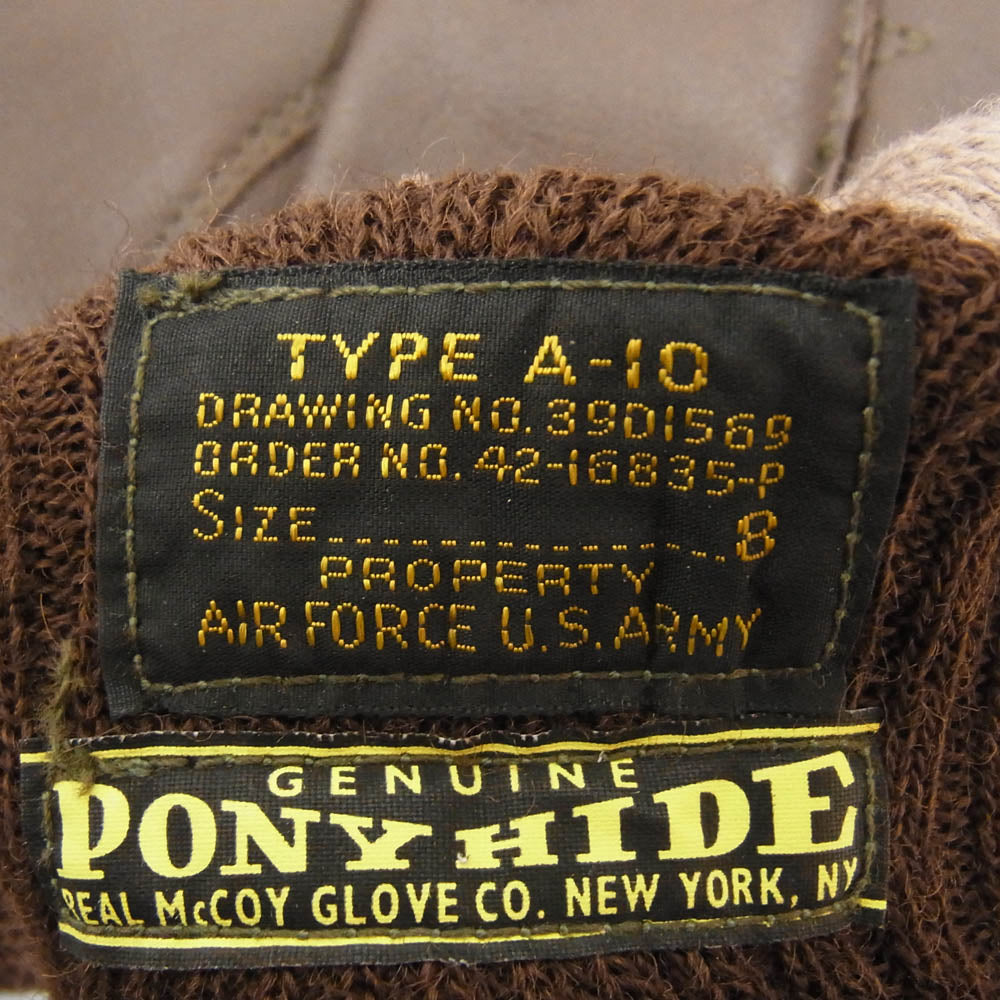 TYPE A-10
DRAWING NO. 39D1569
ORDER NO. 42-16835-P
SIZE 8
PROPERTY
AIR FORCE U.S. ARMY
GENUINE
PONY HIDE
REAL McCOY GLOVE CO. NEW YORK, NY